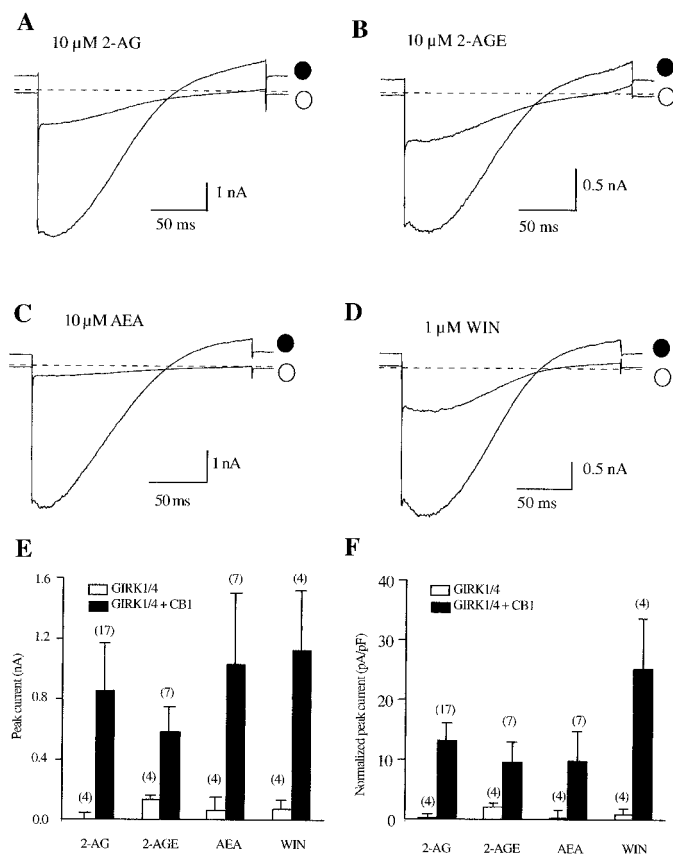 A
10 µM 2-AG
1 nA
50 ms
B
10 µM 2-AGE
0.5 nA
50 ms
C
10 µM AEA
1 nA
50 ms
D
1 µM WIN
0.5 nA
50 ms
E
GIRK1/4
GIRK1/4 + CB1
Peak current (nA)
1.6
1.2
0.8
0.4
0.0
(4)
(17)
(4)
(7)
(4)
(7)
(4)
(4)
2-AG
2-AGE
AEA
WIN
F
GIRK1/4
GIRK1/4 + CB1
Normalized peak current (pA/pF)
40
30
20
10
0
(4)
(17)
(4)
(7)
(4)
(7)
(4)
(4)
2-AG
2-AGE
AEA
WIN